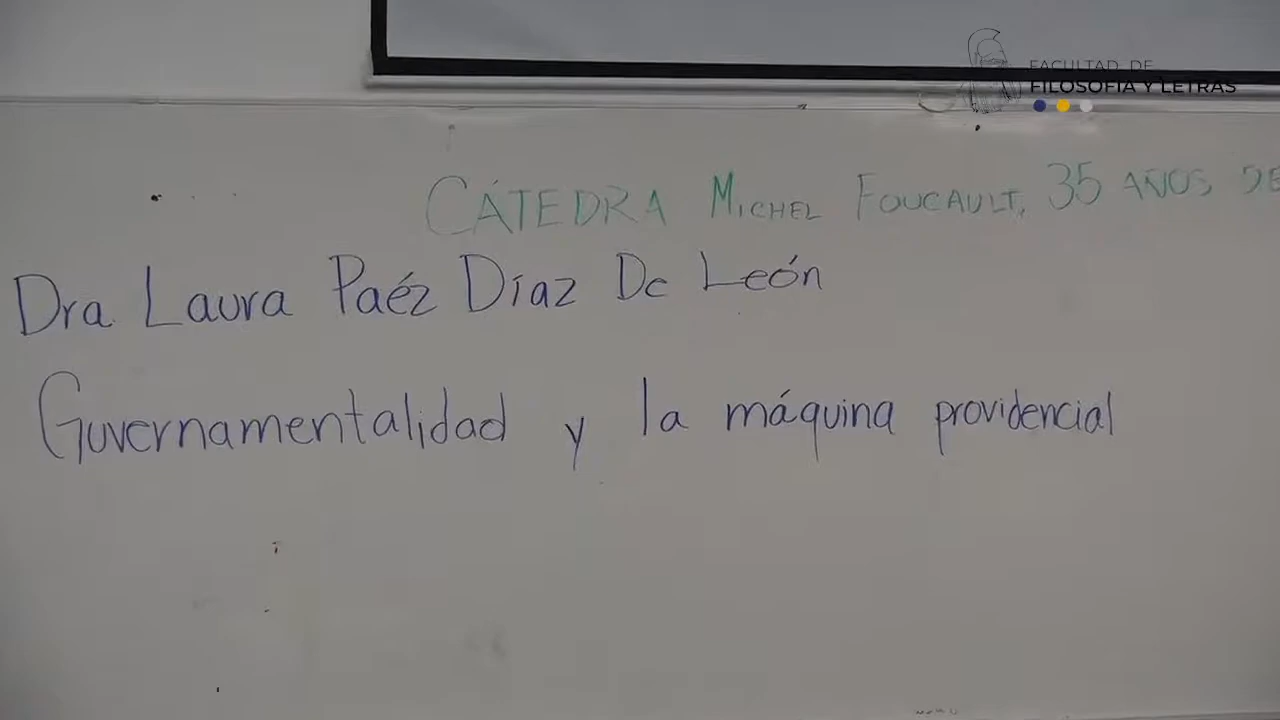 FACULTAD DE
FILOSOFÍA Y LETRAS
CÁTEDRA MICHEL FOUCAULT, 35 AÑOS DE
Dra. Laura Paéz Díaz De León
Guvernamentalidad y la máquina providencial